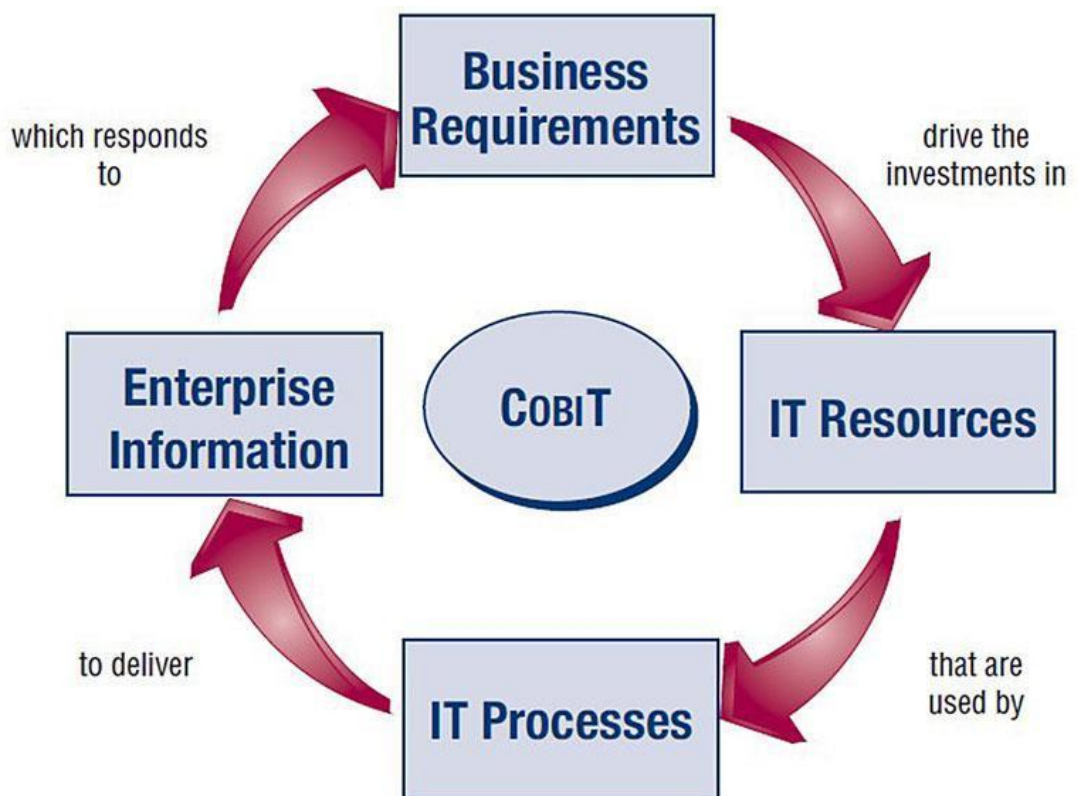 Business
Requirements
which responds
to
drive the
investments in
Enterprise
Information
COBIT
IT Resources
to deliver
IT Processes
that are
used by